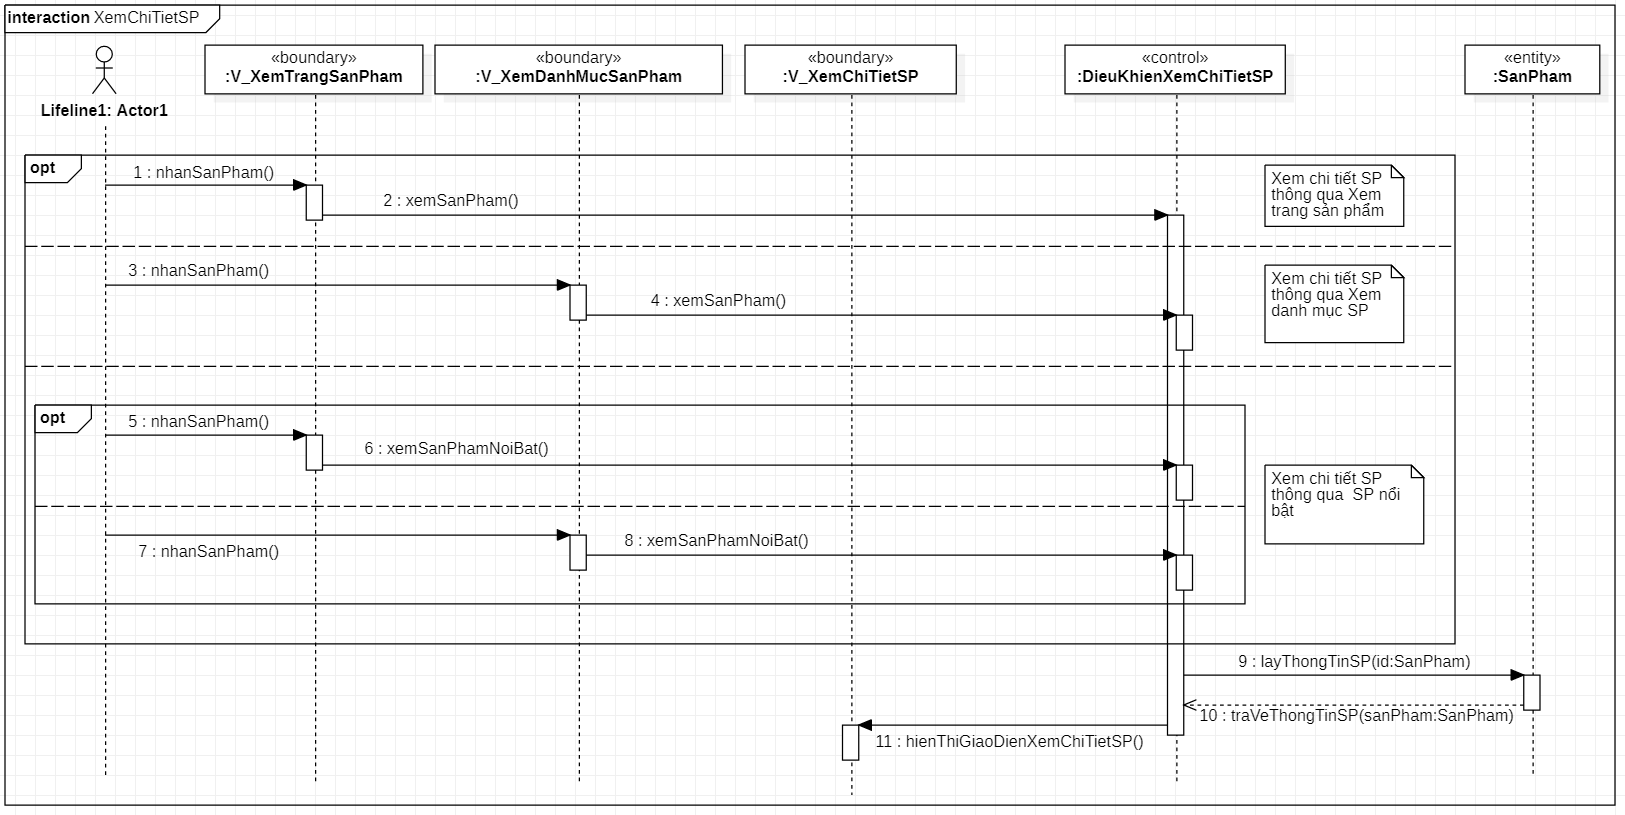 interaction XemChiTietSP
«boundary»
:V_XemTrangSanPham
«boundary»
:V_XemDanhMucSanPham
«boundary»
:V_XemChiTietSP
«control»
:DieuKhienXemChiTietSP
«entity»
:SanPham
Lifeline1: Actor1
opt
1 : nhanSanPham()
2 : xemSanPham()
Xem chi tiết SP
thông qua Xem
trang sản phẩm
3 : nhanSanPham()
4 : xemSanPham()
Xem chi tiết SP
thông qua Xem
danh mục SP
opt
5 : nhanSanPham()
6 : xemSanPhamNoiBat()
Xem chi tiết SP
thông qua  SP nổi
bật
7 : nhanSanPham()
8 : xemSanPhamNoiBat()
9 : layThongTinSP(id:SanPham)
10 : traVeThongTinSP(sanPham:SanPham)
11 : hienThiGiaoDienXemChiTietSP()